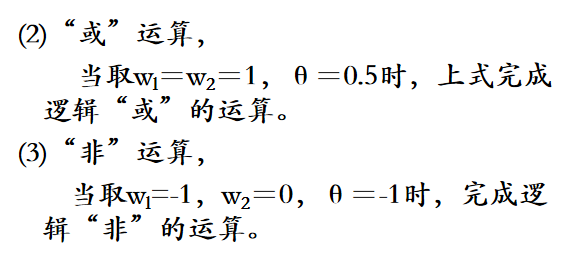 (2)“或”运算，
当取w₁=w₂=1， θ=0.5时，上式完成
逻辑“或”的运算。
(3)“非”运算，
当取w₁=-1，w₂=0， θ=-1时，完成逻
辑“非”的运算。